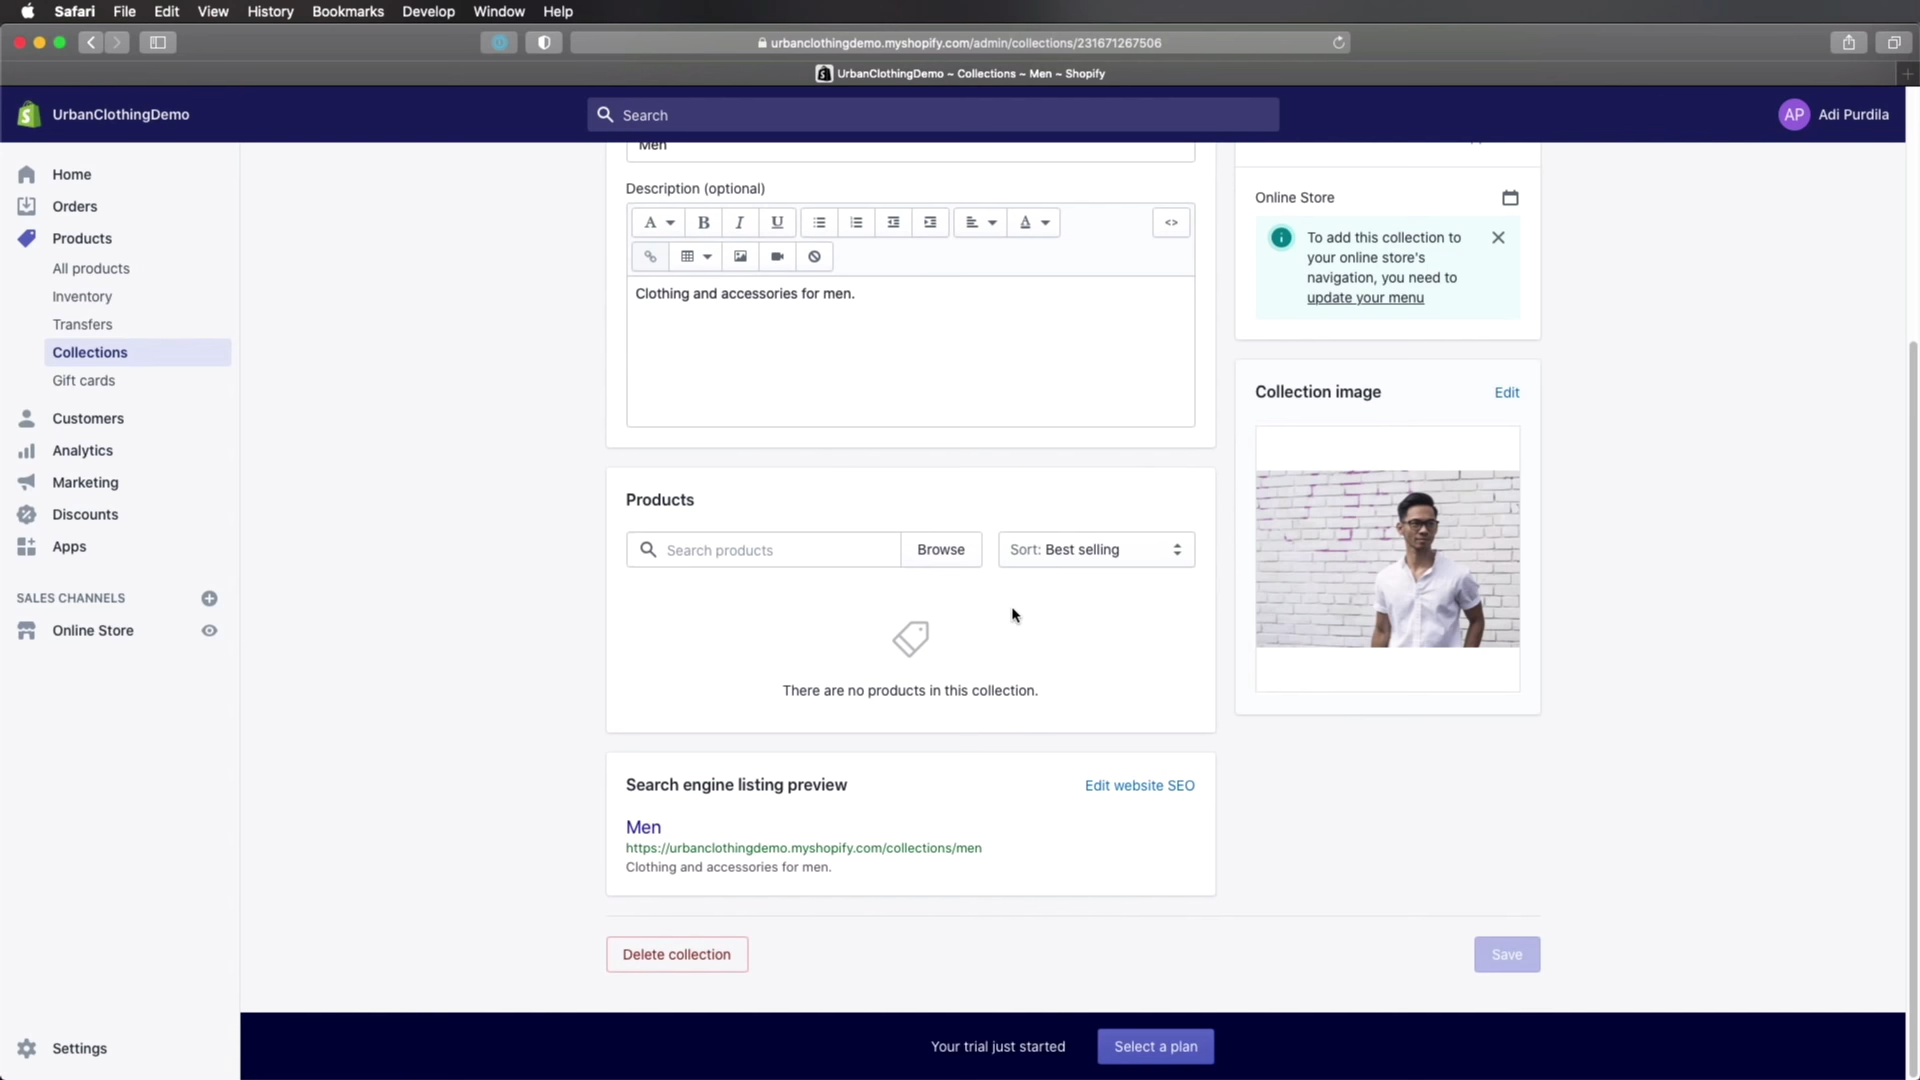 Safari File Edit View History Bookmarks Develop Window Help
urbanclothingdemo.myshopify.com/admin/collections/231671267506
UrbanClothingDemo ~ Collections ~ Men ~ Shopify
UrbanClothingDemo
Search
AP Adi Purdila
Home
Orders
Products
All products
Inventory
Transfers
Collections
Gift cards
Customers
Analytics
Marketing
Discounts
Apps
SALES CHANNELS
Online Store
Settings
Men
Description (optional)
A B I U A <>
Clothing and accessories for men.
Products
Search products Browse Sort: Best selling
There are no products in this collection.
Search engine listing preview Edit website SEO
Men
https://urbanclothingdemo.myshopify.com/collections/men
Clothing and accessories for men.
Delete collection Save
Online Store
To add this collection to
your online store's
navigation, you need to
update your menu
Collection image Edit
Your trial just started Select a plan